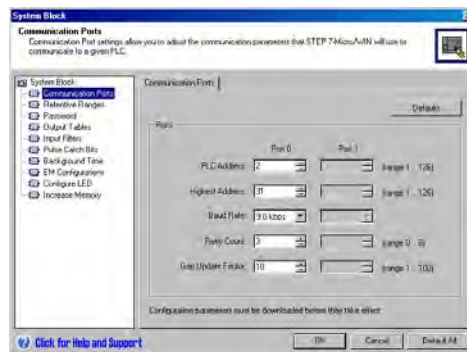 System Block
Communication Ports
Communication Port settings allow you to adjust the communication parameters that STEP 7-Micro/WIN will use to
communicate to a given PLC.
System Block
Communication Ports
Retentive Ranges
Password
Output Tables
Input Filters
Pulse Catch Bits
Background Time
EM Configurations
Configure LED
Increase Memory
Communication Ports
Defaults
Ports
Port 0 Port 1
PLC Address: 2 (range 1 .. 126)
Highest Address: 31 (range 1 .. 126)
Baud Rate: 9.6 kbps
Retry Count: 3 (range 0 .. 8)
Gap Update Factor: 10 (range 1 .. 100)
Configuration parameters must be downloaded before they take effect.
Click for Help and Support
OK Cancel Default All